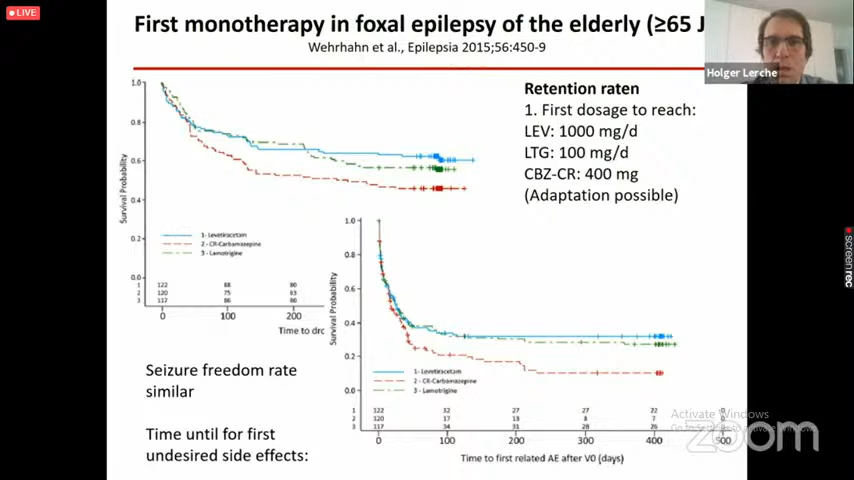 LIVE
First monotherapy in foxal epilepsy of the elderly (≥65 J
Wehrhahn et al., Epilepsia 2015;56:450-9
Holger Lerche
Retention raten
1. First dosage to reach:
LEV: 1000 mg/d
LTG: 100 mg/d
CBZ-CR: 400 mg
(Adaptation possible)
Survival Probability
1.0
0.8
0.6
0.4
0.2
0.0
1- Levetiracetam
2 - CR-Carbamazepine
3 - Lamotrigine
1 122 88 80
2 120 75 63
3 117 86 80
0 100 200
Time to dro
Survival Probability
1.0
0.8
0.6
0.4
0.2
0.0
1- Levetiracetam
2 - CR-Carbamazepine
3 - Lamotrigine
1 122 32 27 27 22 0
2 120 17 13 8 7
3 117 34 31 28 26
0 100 200 300 400
Time to first related AE after V0 (days)
Seizure freedom rate
similar
Time until for first
undesired side effects:
Activate Windows
zoom
screenrec